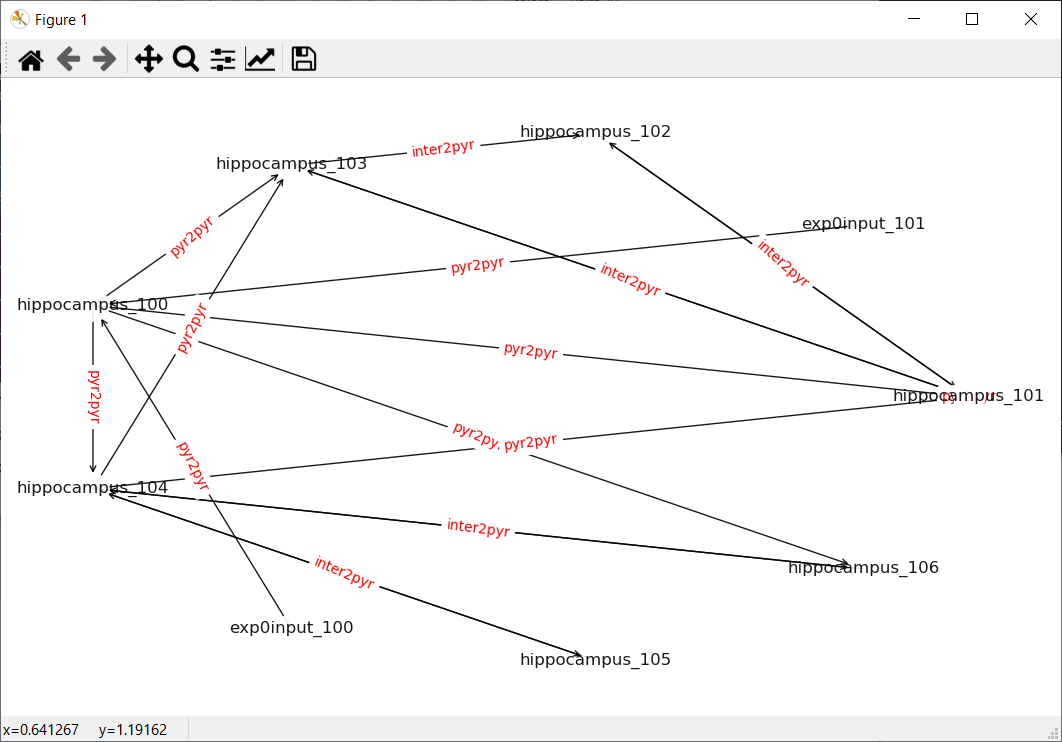 Figure 1
hippocampus_102
inter2pyr
hippocampus_103
exp0input_101
pyr2pyr
pyr2pyr
inter2pyr
inter2pyr
hippocampus_100
pyr2pyr
pyr2pyr
hippocampus_101
pyr2pyr
pyr2pyr
pyr2pyr
hippocampus_104
inter2pyr
hippocampus_106
inter2pyr
exp0input_100
hippocampus_105
x=0.641267 y=1.19162